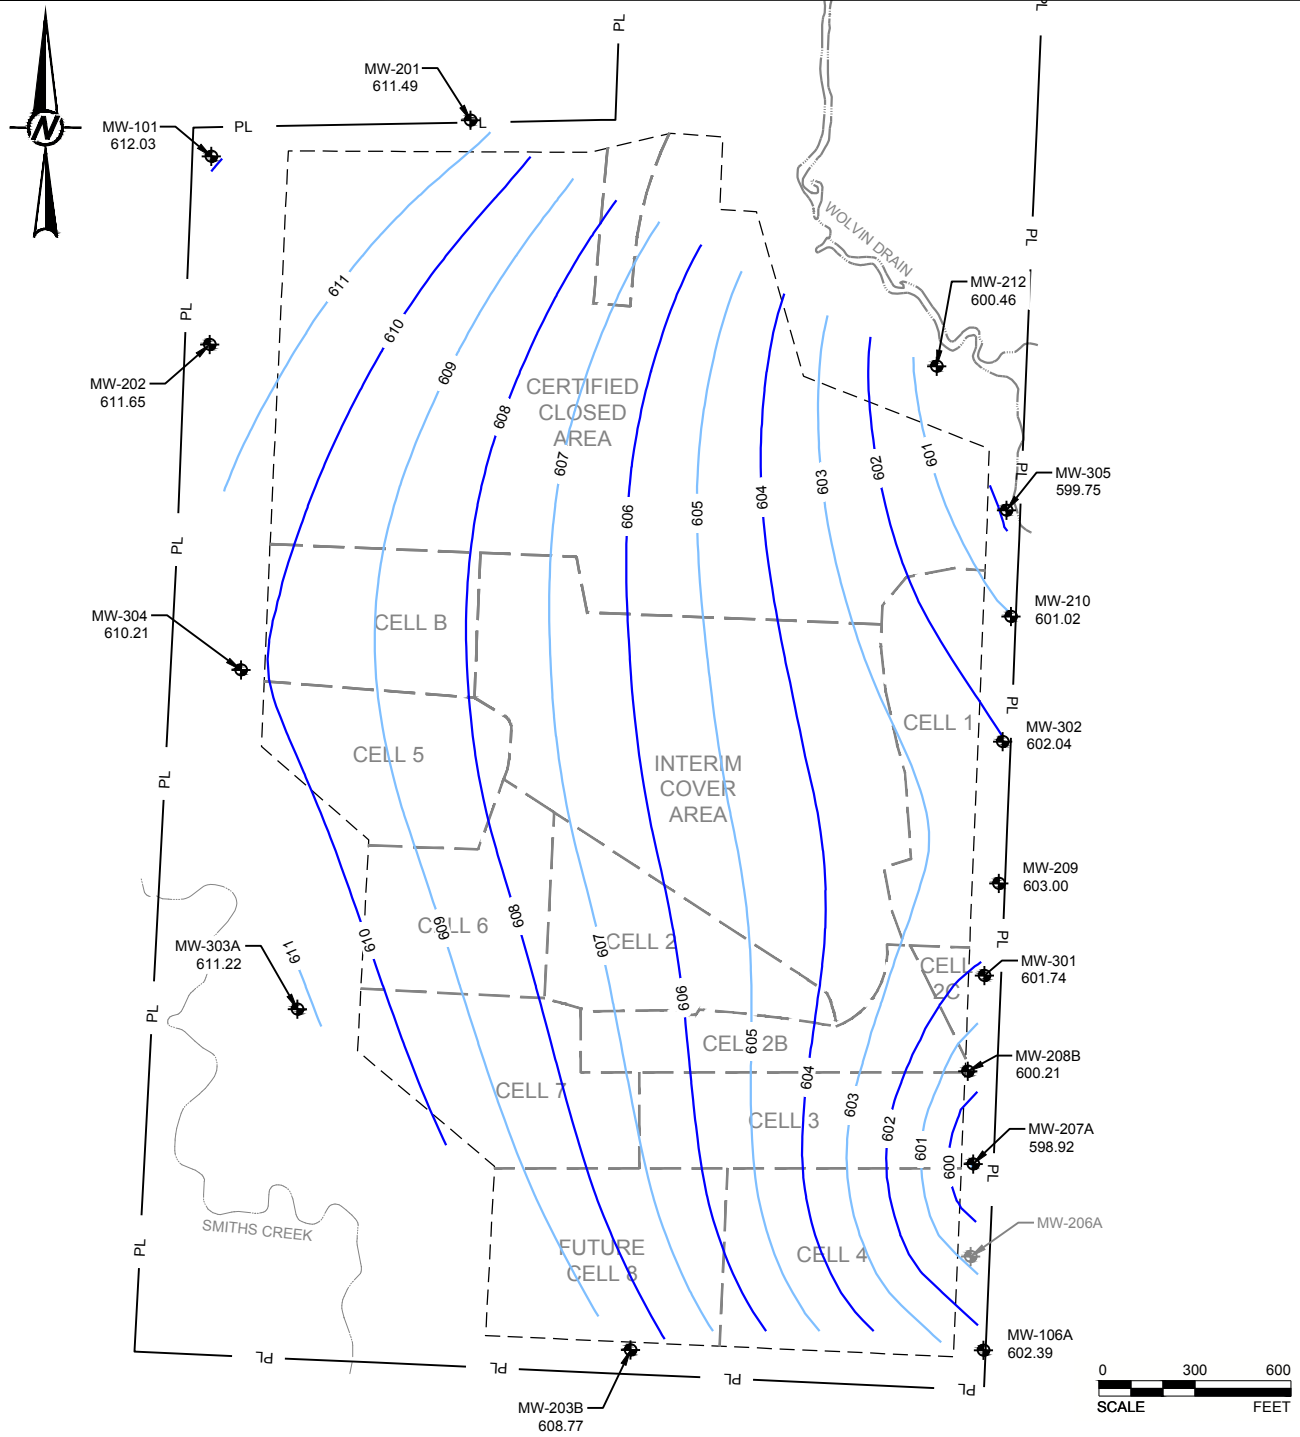 PL
PL
MW-201
611.49
N
MW-101
612.03
PL
L
WOLVIN DRAIN
PL
MW-212
600.46
611
PL
610
MW-202
611.65
609
CERTIFIED
CLOSED
AREA
608
607
606
605
604
603
602
601
PL
MW-305
599.75
PL
MW-210
601.02
MW-304
610.21
CELL B
PL
MW-302
602.04
CELL 1
CELL 5
INTERIM
COVER
AREA
PL
MW-209
603.00
CELL 6
CELL 2
610
609
608
607
606
605
604
603
602
601
600
PL
MW-303A
611.22
611
CELL
2C
MW-301
601.74
PL
CELL 2B
MW-208B
600.21
CELL 7
CELL 3
MW-207A
598.92
PL
SMITHS CREEK
MW-206A
PL
FUTURE
CELL 8
CELL 4
MW-106A
602.39
PL
PL
PL
PL
MW-203B
608.77
0 300 600
SCALE FEET